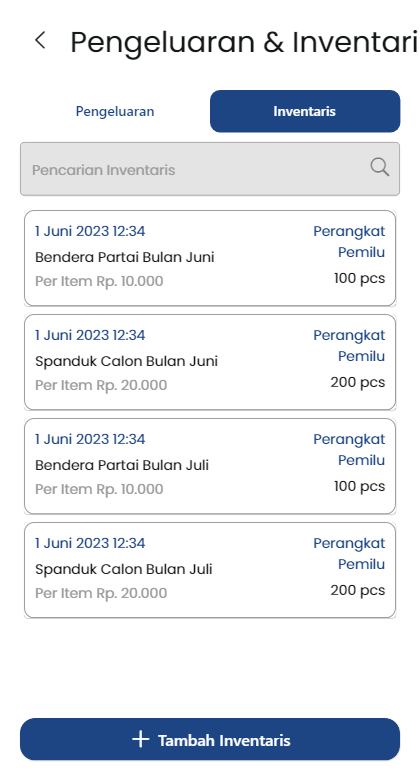 Pengeluaran & Inventari
Pengeluaran
Inventaris
Pencarian Inventaris
1 Juni 2023 12:34
Perangkat
Pemilu
Bendera Partai Bulan Juni
Per Item Rp. 10.000
100 pcs
1 Juni 2023 12:34
Perangkat
Pemilu
Spanduk Calon Bulan Juni
Per Item Rp. 20.000
200 pcs
1 Juni 2023 12:34
Perangkat
Pemilu
Bendera Partai Bulan Juli
Per Item Rp. 10.000
100 pcs
1 Juni 2023 12:34
Perangkat
Pemilu
Spanduk Calon Bulan Juli
Per Item Rp. 20.000
200 pcs
+ Tambah Inventaris